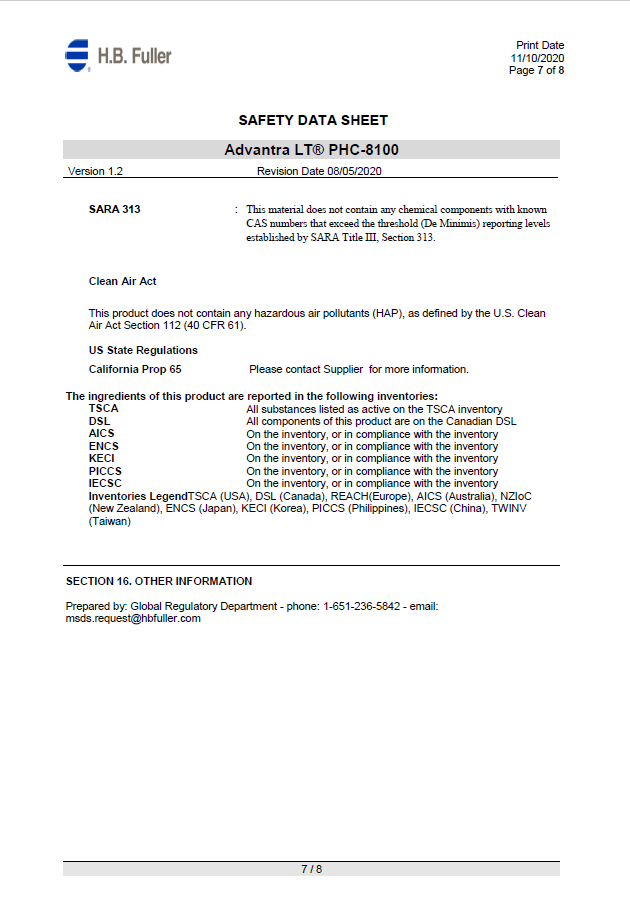 H.B. Fuller
Print Date
11/10/2020
Page 7 of 8
SAFETY DATA SHEET
Advantra LT® PHC-8100
Version 1.2 Revision Date 08/05/2020
SARA 313 : This material does not contain any chemical components with known
CAS numbers that exceed the threshold (De Minimis) reporting levels
established by SARA Title III, Section 313.
Clean Air Act
This product does not contain any hazardous air pollutants (HAP), as defined by the U.S. Clean
Air Act Section 112 (40 CFR 61).
US State Regulations
California Prop 65 Please contact Supplier for more information.
The ingredients of this product are reported in the following inventories:
TSCA All substances listed as active on the TSCA inventory
DSL All components of this product are on the Canadian DSL
AICS On the inventory, or in compliance with the inventory
ENCS On the inventory, or in compliance with the inventory
KECI On the inventory, or in compliance with the inventory
PICCS On the inventory, or in compliance with the inventory
IECSC On the inventory, or in compliance with the inventory
Inventories LegendTSCA (USA), DSL (Canada), REACH(Europe), AICS (Australia), NZIoC
(New Zealand), ENCS (Japan), KECI (Korea), PICCS (Philippines), IECSC (China), TWINV
(Taiwan)
SECTION 16. OTHER INFORMATION
Prepared by: Global Regulatory Department - phone: 1-651-236-5842 - email:
msds.request@hbfuller.com
7 / 8